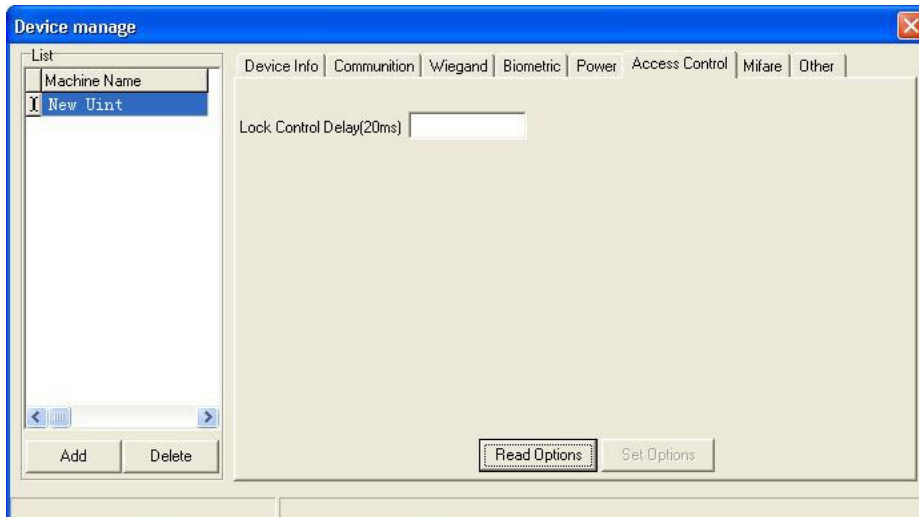 Device manage
List
Machine Name
New Uint
Add Delete
Device Info Communition Wiegand Biometric Power Access Control Mifare Other
Lock Control Delay(20ms)
Read Options Set Options